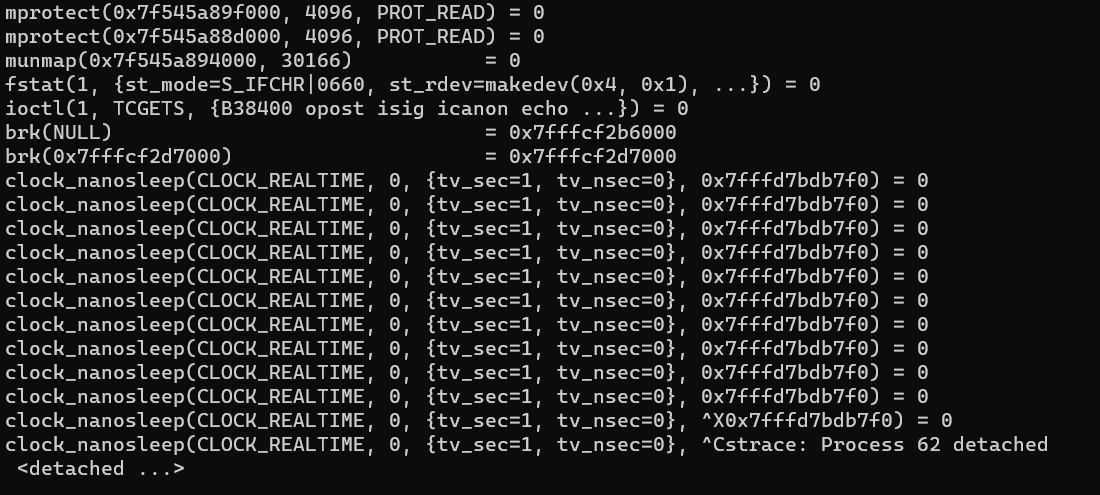 mprotect(0x7f545a89f000, 4096, PROT_READ) = 0
mprotect(0x7f545a88d000, 4096, PROT_READ) = 0
munmap(0x7f545a894000, 30166)           = 0
fstat(1, {st_mode=S_IFCHR|0660, st_rdev=makedev(0x4, 0x1), ...}) = 0
ioctl(1, TCGETS, {B38400 opost isig icanon echo ...}) = 0
brk(NULL)                               = 0x7fffcf2b6000
brk(0x7fffcf2d7000)                     = 0x7fffcf2d7000
clock_nanosleep(CLOCK_REALTIME, 0, {tv_sec=1, tv_nsec=0}, 0x7fffd7bdb7f0) = 0
clock_nanosleep(CLOCK_REALTIME, 0, {tv_sec=1, tv_nsec=0}, 0x7fffd7bdb7f0) = 0
clock_nanosleep(CLOCK_REALTIME, 0, {tv_sec=1, tv_nsec=0}, 0x7fffd7bdb7f0) = 0
clock_nanosleep(CLOCK_REALTIME, 0, {tv_sec=1, tv_nsec=0}, 0x7fffd7bdb7f0) = 0
clock_nanosleep(CLOCK_REALTIME, 0, {tv_sec=1, tv_nsec=0}, 0x7fffd7bdb7f0) = 0
clock_nanosleep(CLOCK_REALTIME, 0, {tv_sec=1, tv_nsec=0}, 0x7fffd7bdb7f0) = 0
clock_nanosleep(CLOCK_REALTIME, 0, {tv_sec=1, tv_nsec=0}, 0x7fffd7bdb7f0) = 0
clock_nanosleep(CLOCK_REALTIME, 0, {tv_sec=1, tv_nsec=0}, 0x7fffd7bdb7f0) = 0
clock_nanosleep(CLOCK_REALTIME, 0, {tv_sec=1, tv_nsec=0}, 0x7fffd7bdb7f0) = 0
clock_nanosleep(CLOCK_REALTIME, 0, {tv_sec=1, tv_nsec=0}, 0x7fffd7bdb7f0) = 0
clock_nanosleep(CLOCK_REALTIME, 0, {tv_sec=1, tv_nsec=0}, ^X0x7fffd7bdb7f0) = 0
clock_nanosleep(CLOCK_REALTIME, 0, {tv_sec=1, tv_nsec=0}, ^Cstrace: Process 62 detached
 <detached ...>